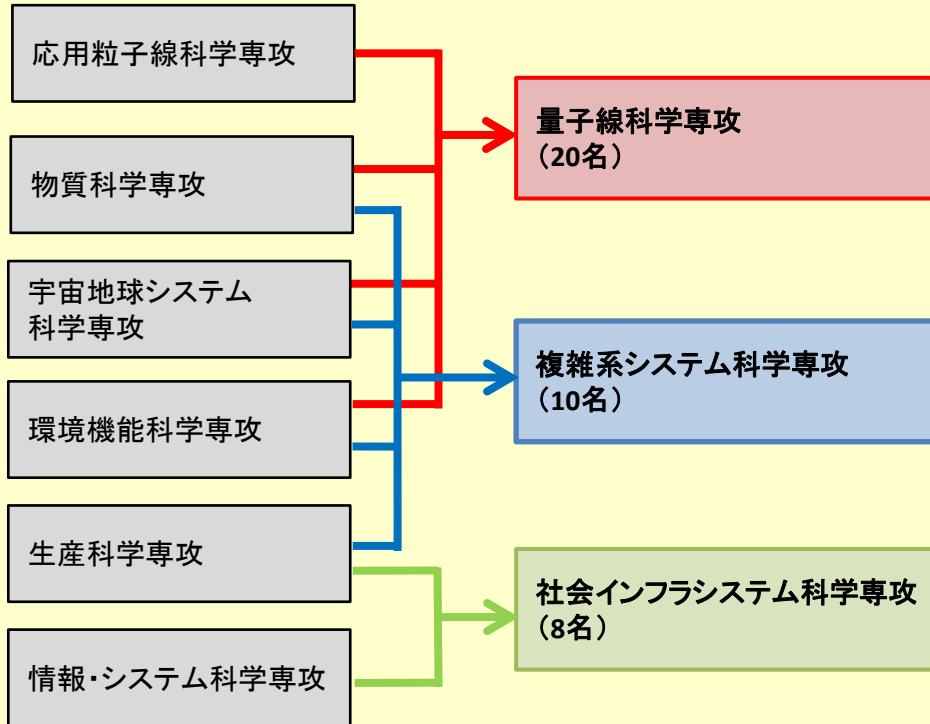 応用粒子線科学専攻
物質科学専攻
宇宙地球システム
科学専攻
環境機能科学専攻
生産科学専攻
情報・システム科学専攻
量子線科学専攻
（20名）
複雑系システム科学専攻
（10名）
社会インフラシステム科学専攻
（8名）